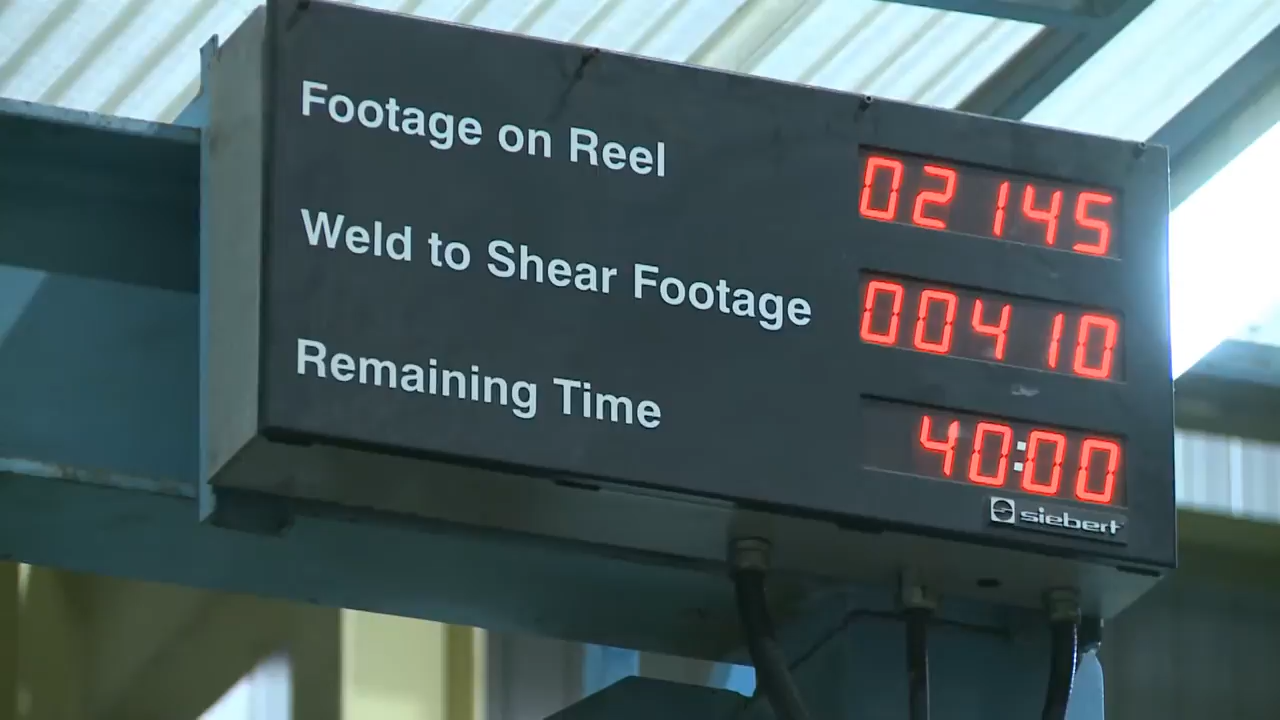 Footage on Reel 02145
Weld to Shear Footage 00410
Remaining Time 40:00
siebert